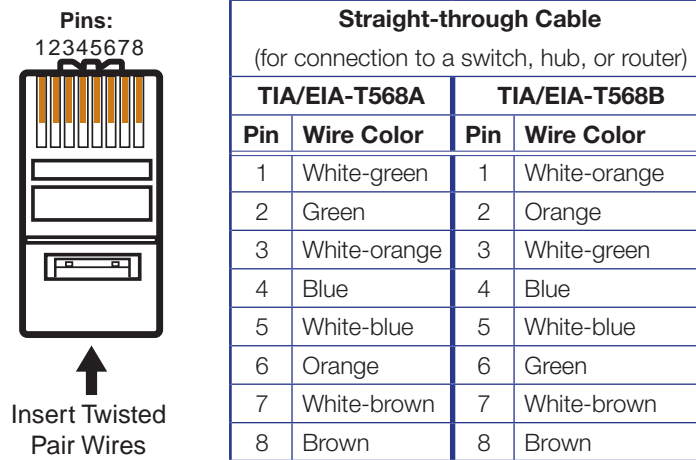 Pins:
12345678
Insert Twisted
Pair Wires
Straight-through Cable
(for connection to a switch, hub, or router)
TIA/EIA-T568A TIA/EIA-T568B
Pin Wire Color Pin Wire Color
1 White-green 1 White-orange
2 Green 2 Orange
3 White-orange 3 White-green
4 Blue 4 Blue
5 White-blue 5 White-blue
6 Orange 6 Green
7 White-brown 7 White-brown
8 Brown 8 Brown